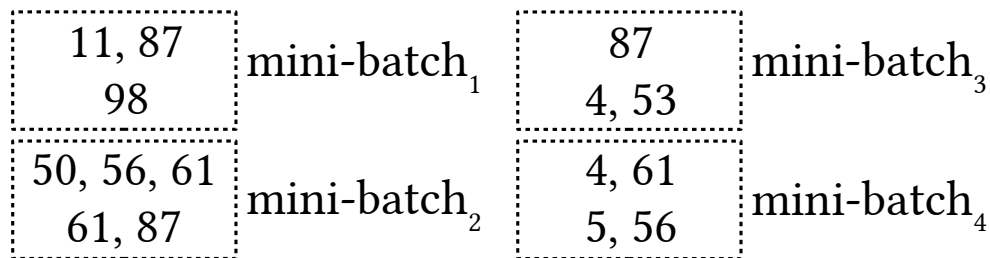 11, 87
98
mini-batch₁
50, 56, 61
61, 87
mini-batch₂
87
4, 53
mini-batch₃
4, 61
5, 56
mini-batch₄